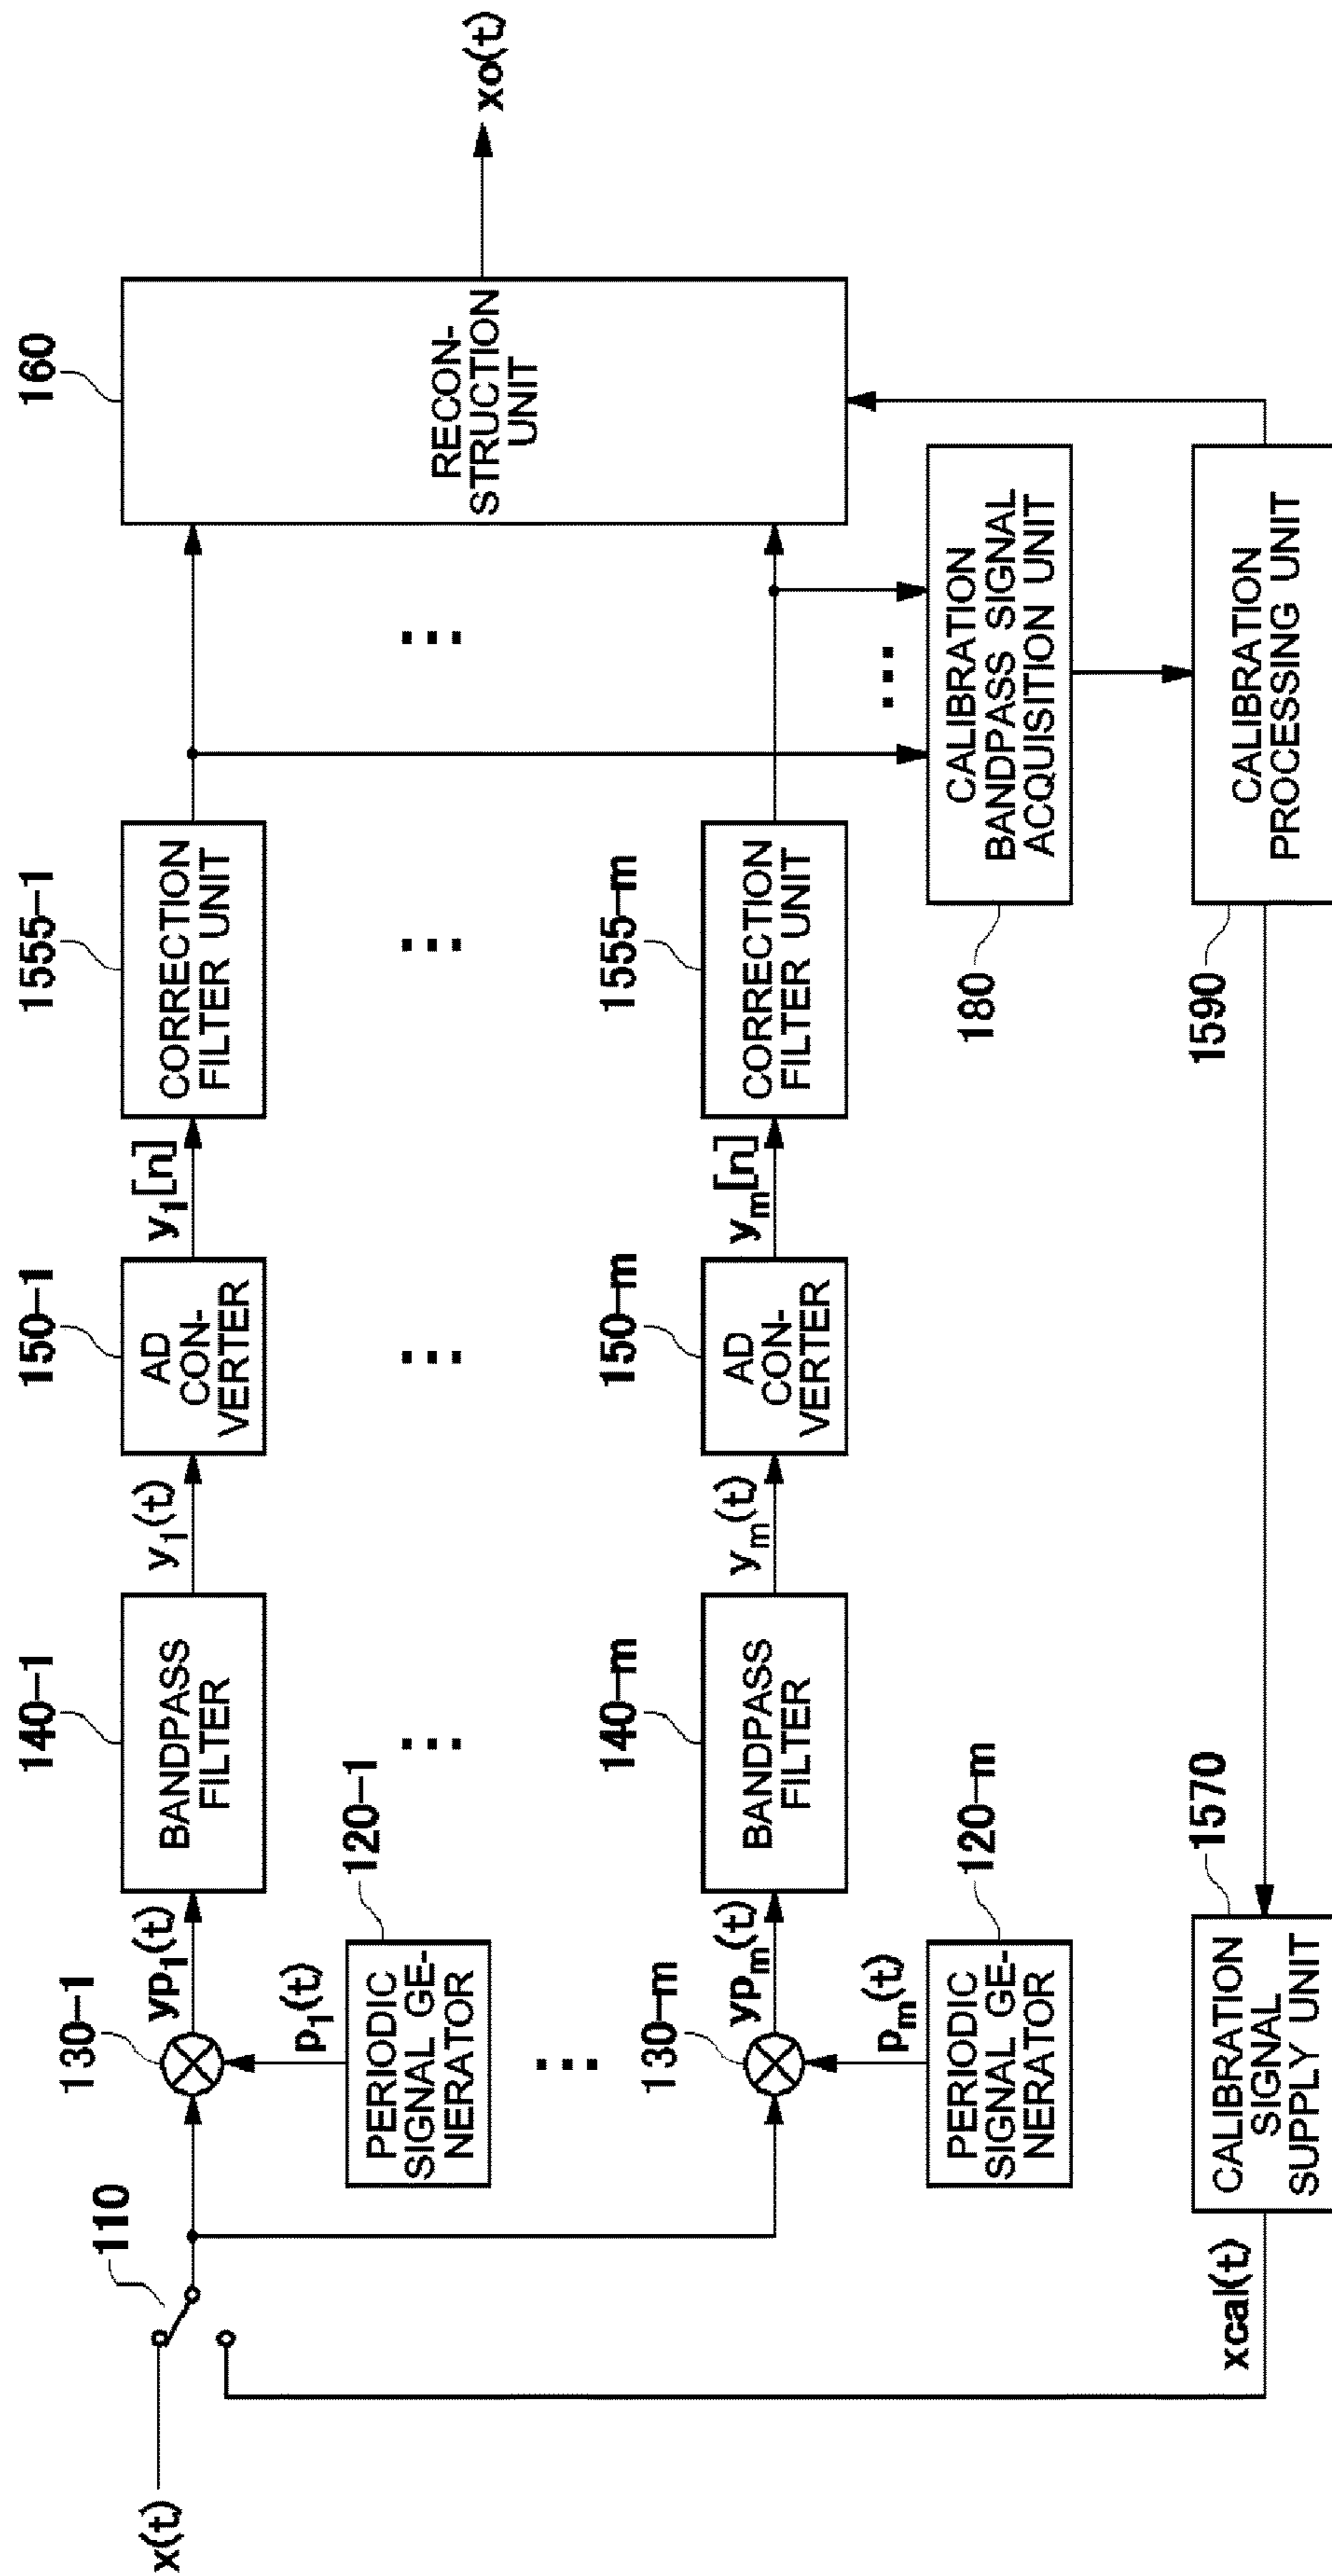 x(t)
110
130-1
yp1(t)
p1(t)
PERIODIC
SIGNAL GE-
NERATOR
120-1
140-1
BANDPASS
FILTER
y1(t)
150-1
AD
CON-
VERTER
y1[n]
1555-1
CORRECTION
FILTER UNIT
160
RECON-
STRUCTION
UNIT
xo(t)
130-m
ypm(t)
pm(t)
PERIODIC
SIGNAL GE-
NERATOR
120-m
140-m
BANDPASS
FILTER
ym(t)
150-m
AD
CON-
VERTER
ym[n]
1555-m
CORRECTION
FILTER UNIT
180
CALIBRATION
BANDPASS SIGNAL
ACQUISITION UNIT
xcal(t)
CALIBRATION
SIGNAL
SUPPLY UNIT
1570
1590
CALIBRATION
PROCESSING UNIT